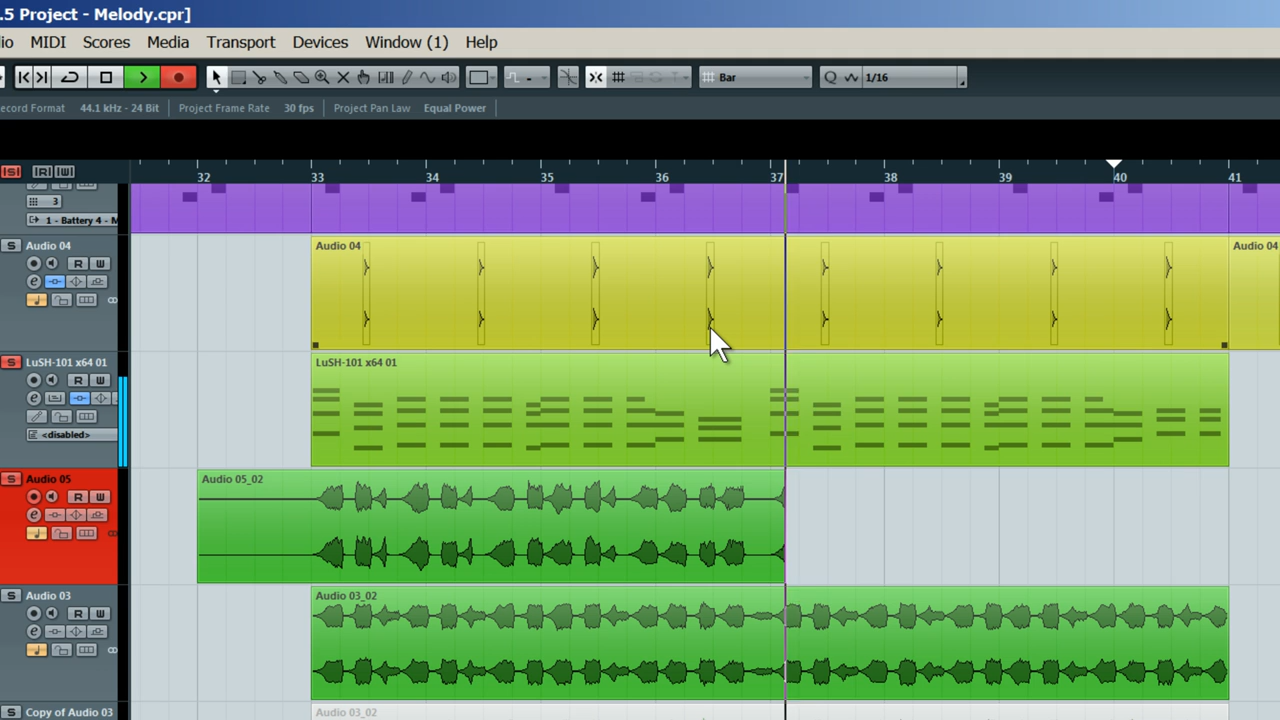 .5 Project - Melody.cpr]
io MIDI Scores Media Transport Devices Window (1) Help
Bar Q 1/16
ecord Format 44.1 kHz - 24 Bit Project Frame Rate 30 fps Project Pan Law Equal Power
S R W 32 33 34 35 36 37 38 39 40 41
3
1 - Battery 4 - M
S Audio 04 Audio 04 Audio 04
R W
e
S LuSH-101 x64 01 LuSH-101 x64 01
R W
e
<disabled>
S Audio 05 Audio 05_02
R W
e
S Audio 03 Audio 03_02
R W
e
S Copy of Audio 03 Audio 03_02